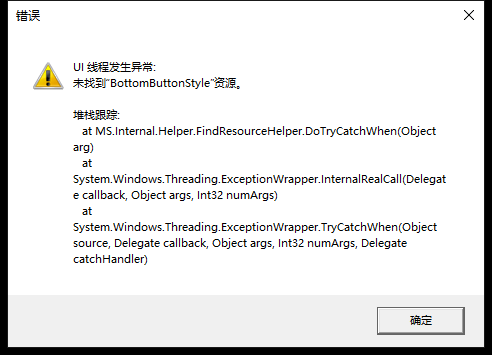 错误
UI 线程发生异常:
未找到“BottomButtonStyle”资源。
堆栈跟踪:
at MS.Internal.Helper.FindResourceHelper.DoTryCatchWhen(Object
arg)
at
System.Windows.Threading.ExceptionWrapper.InternalRealCall(Delegat
e callback, Object args, Int32 numArgs)
at
System.Windows.Threading.ExceptionWrapper.TryCatchWhen(Object
source, Delegate callback, Object args, Int32 numArgs, Delegate
catchHandler)
确定